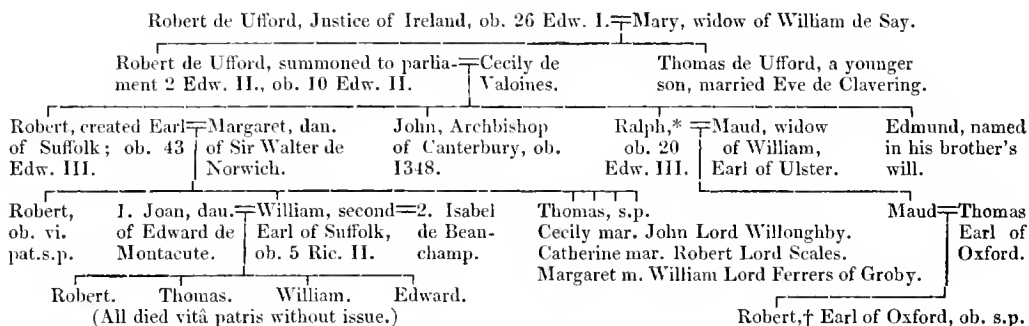 Robert de Ufford, Jnstice of Ireland, ob. 26 Edw. I.=Mary, widow of William de Say.
Robert de Ufford, summoned to parlia-=Cecily de Thomas de Ufford, a younger
ment 2 Edw. II., ob. 10 Edw. II. Valoines. son, married Eve de Clavering.
Robert, created Earl=Margaret, dau. John, Archbishop Ralph,* =Maud, widow Edmund, named
of Suffolk; ob. 43 of Sir Walter de of Canterbury, ob. ob. 20 of William, in his brother's
Edw. III. Norwich. 1348. Edw. III. Earl of Ulster. will.
Robert, 1. Joan, dau.=William, second=2. Isabel Thomas, s.p. Maud=Thomas
ob. vi. of Edward de Earl of Suffolk, de Beau- Cecily mar. John Lord Willoughby. Earl of
pat.s.p. Montacute. ob. 5 Ric. II. champ. Catherine mar. Robert Lord Scales. Oxford.
Margaret m. William Lord Ferrers of Groby.
Robert. Thomas. William. Edward.
(All died vitâ patris without issue.) Robert,† Earl of Oxford, ob. s.p.